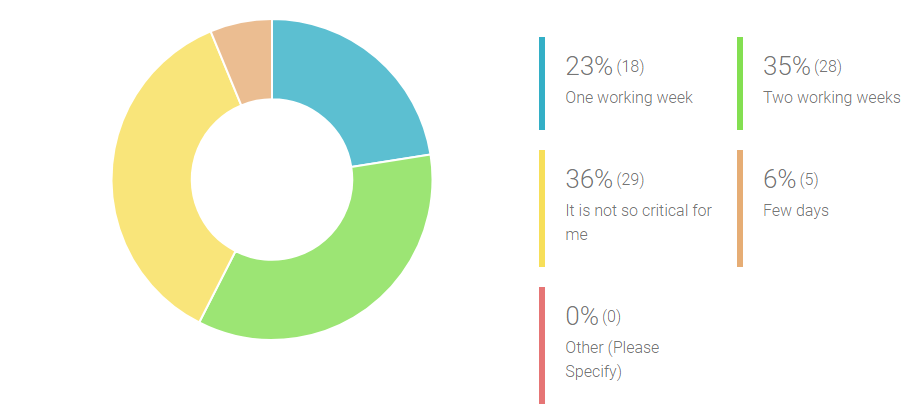 23% (18)
One working week
35% (28)
Two working weeks
36% (29)
It is not so critical for
me
6% (5)
Few days
0% (0)
Other (Please
Specify)